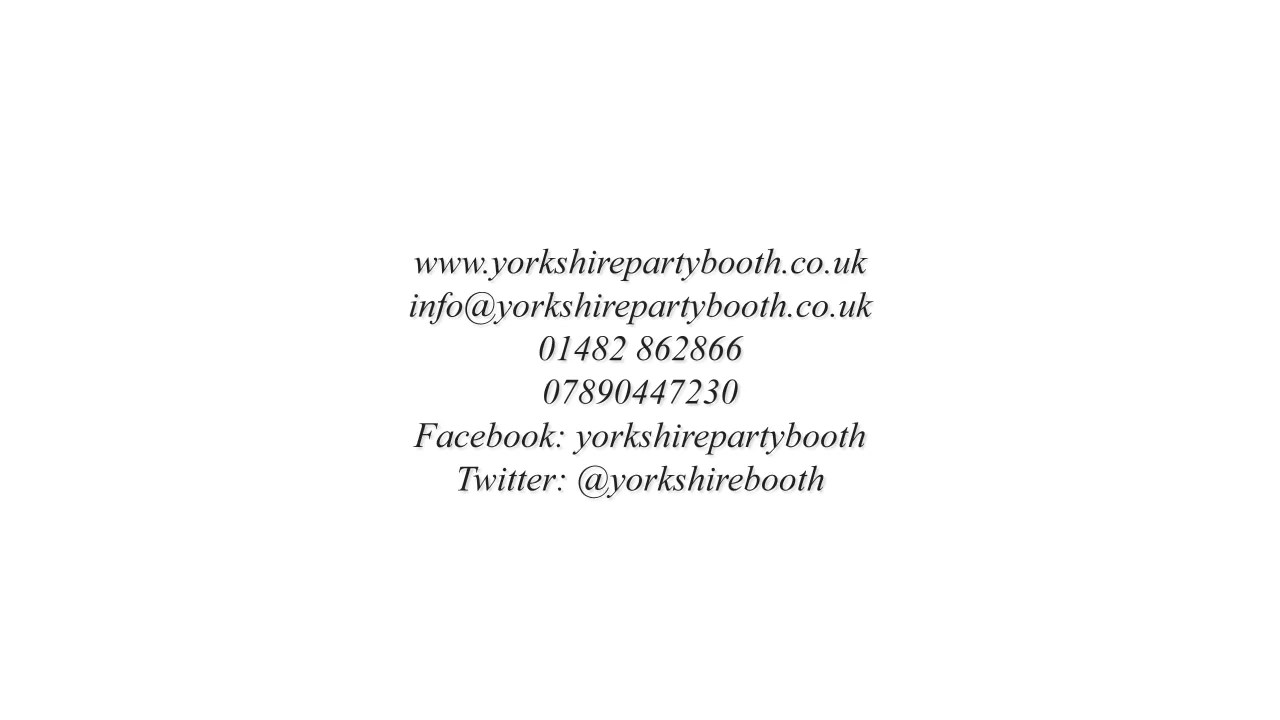 www.yorkshirepartybooth.co.uk
info@yorkshirepartybooth.co.uk
01482 862866
07890447230
Facebook: yorkshirepartybooth
Twitter: @yorkshirebooth